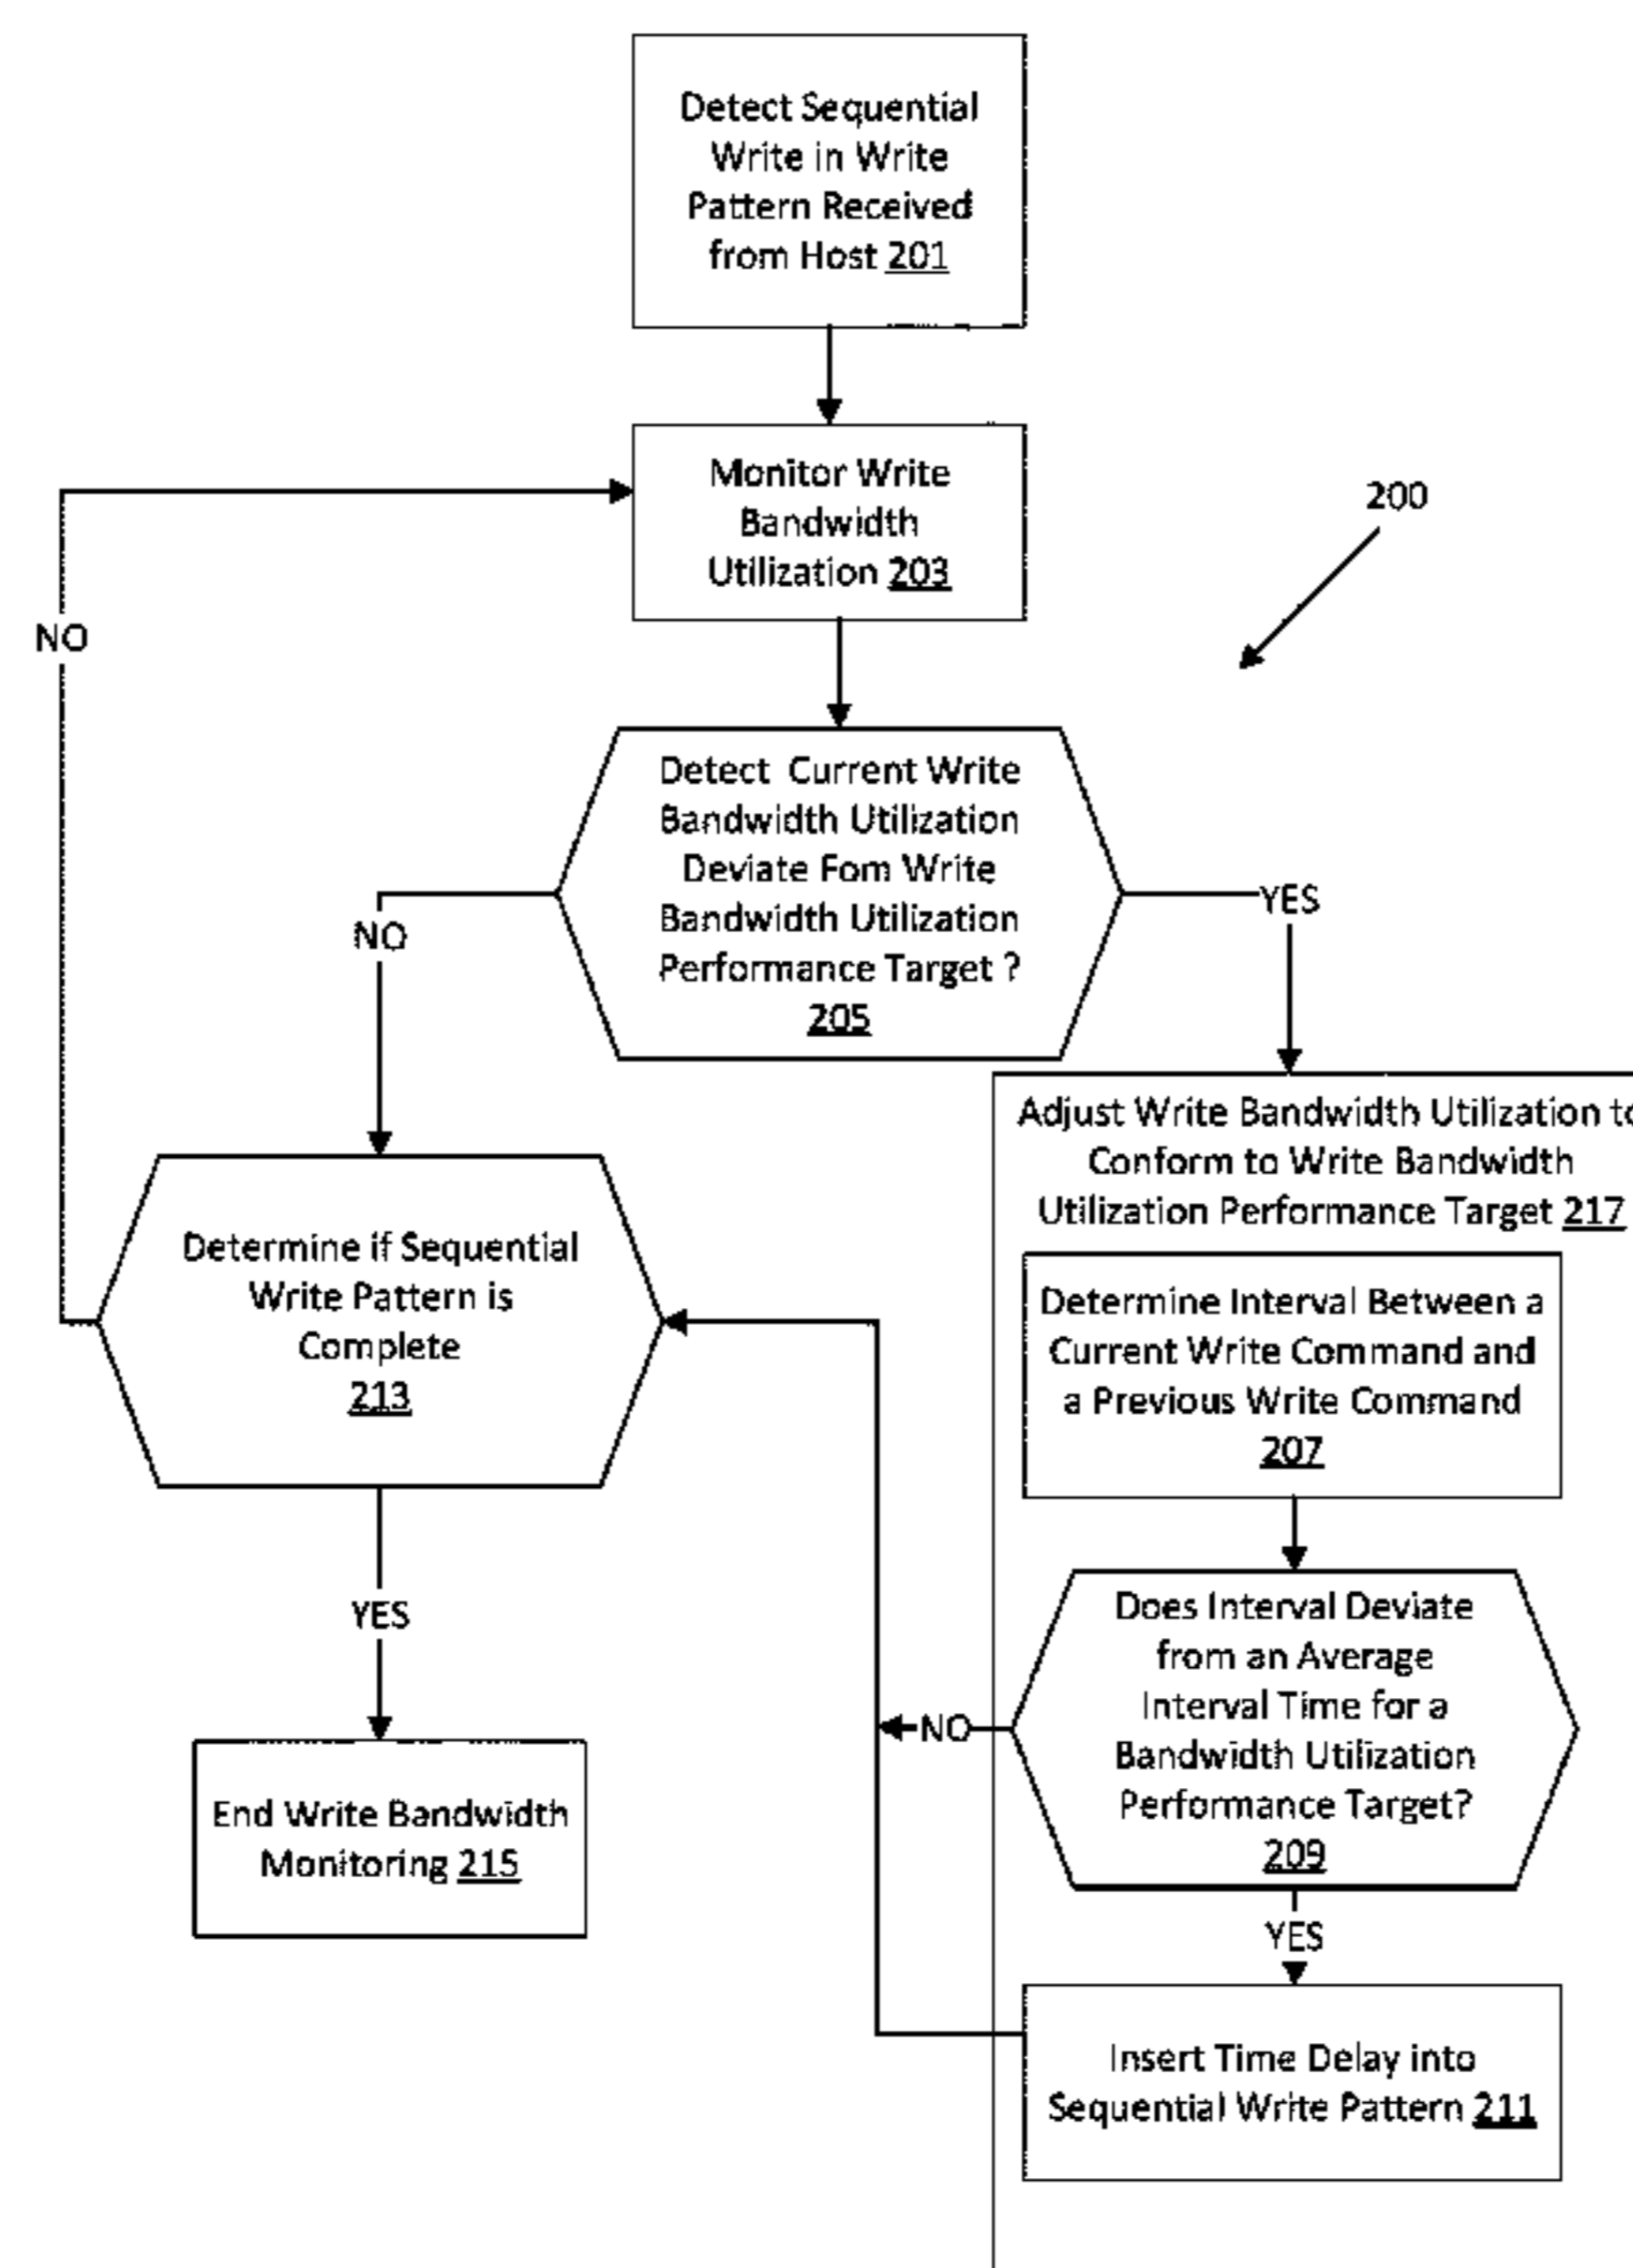 Detect Sequential
Write in Write
Pattern Received
from Host 201
Monitor Write
Bandwidth
Utilization 203
200
NO
Detect Current Write
Bandwidth Utilization
Deviate Fom Write
Bandwidth Utilization
Performance Target ?
205
NO
YES
Adjust Write Bandwidth Utilization to
Conform to Write Bandwidth
Utilization Performance Target 217
Determine if Sequential
Write Pattern is
Complete
213
Determine Interval Between a
Current Write Command and
a Previous Write Command
207
YES
Does Interval Deviate
from an Average
Interval Time for a
Bandwidth Utilization
Performance Target?
209
NO
End Write Bandwidth
Monitoring 215
YES
Insert Time Delay into
Sequential Write Pattern 211